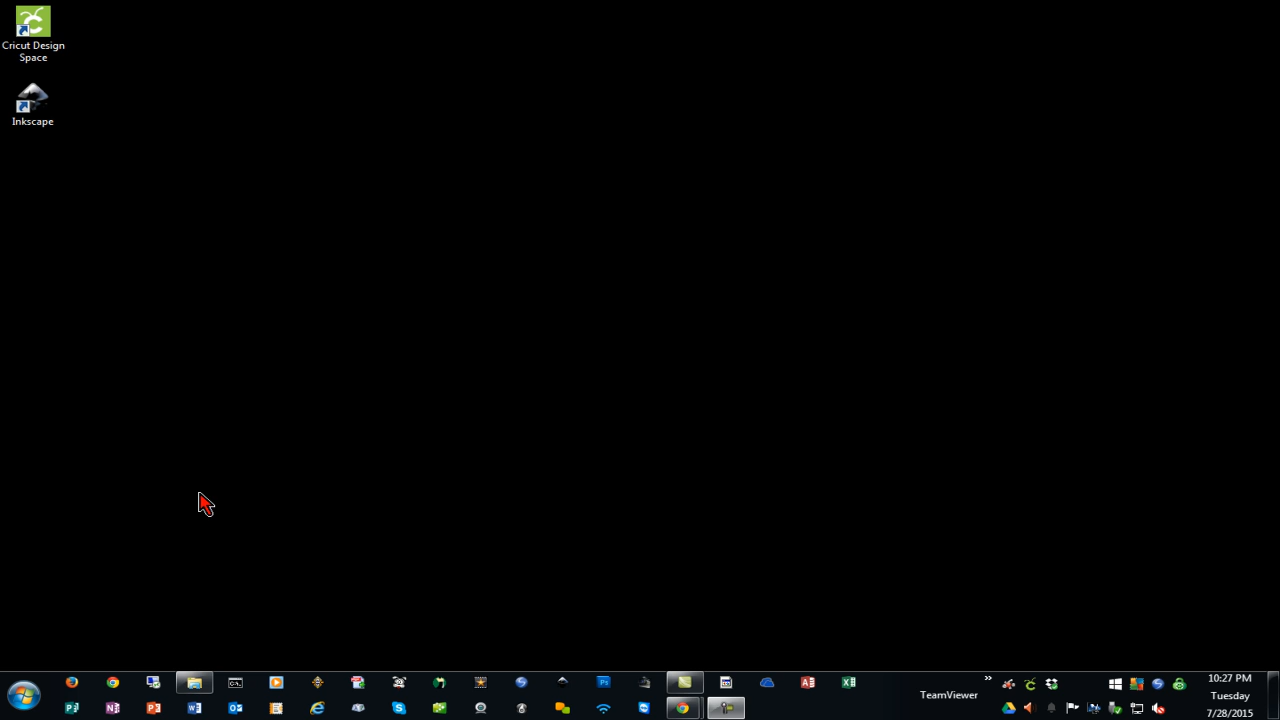 Cricut Design
Space
Inkscape
TeamViewer
»
10:27 PM
Tuesday
7/28/2015